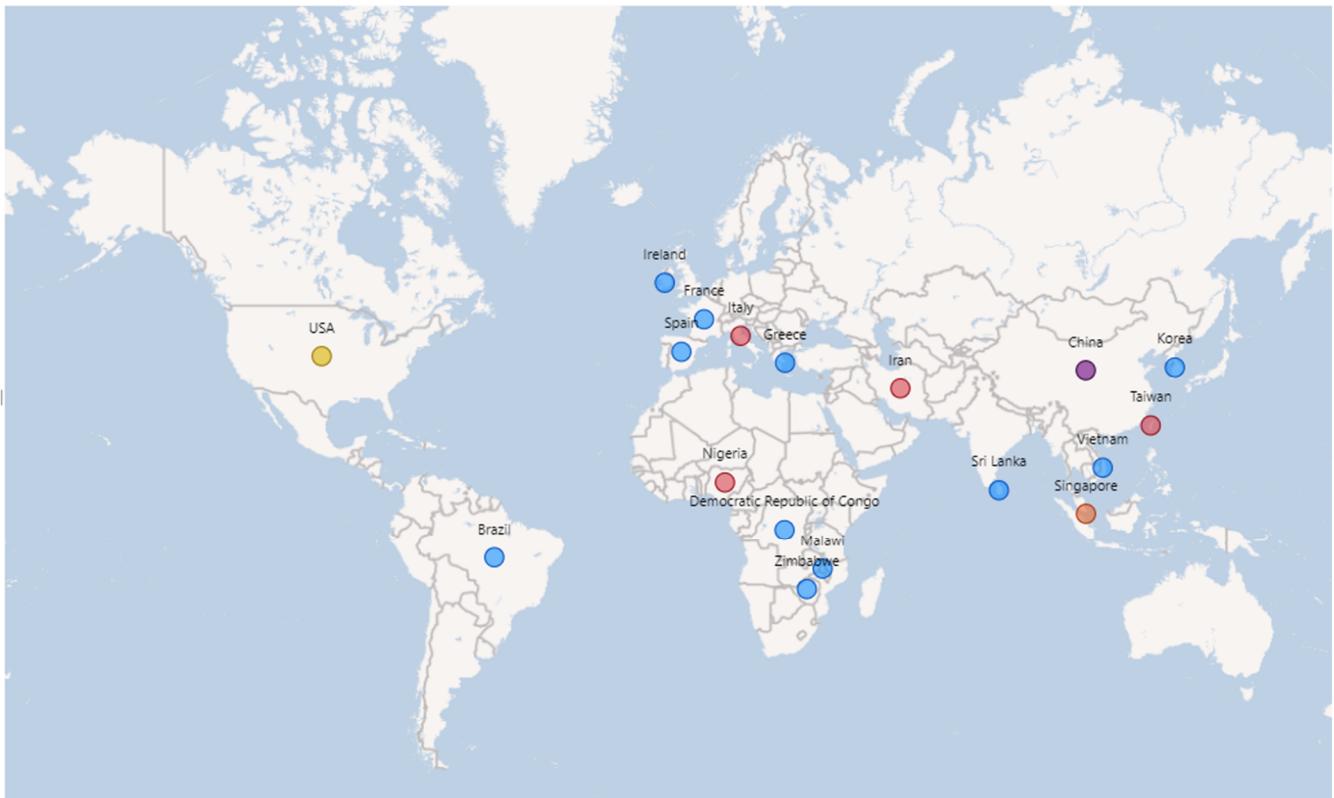 Ireland
France
Italy
Spain
USA
Greece
China
Korea
Iran
Taiwan
Vietnam
Nigeria
Sri Lanka
Singapore
Democratic Republic of Congo
Brazil
Malawi
Zimbabwe